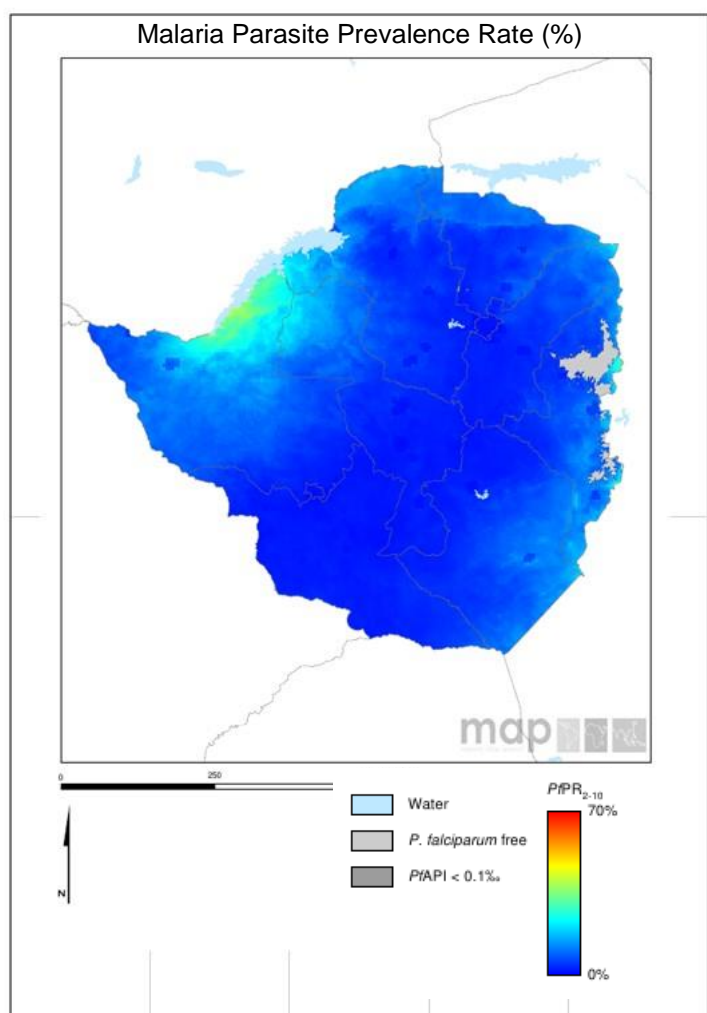 Malaria Parasite Prevalence Rate (%)
map
0
250
N
Water
P. falciparum free
PfAPI < 0.1‰
PfPR2-10
70%
0%